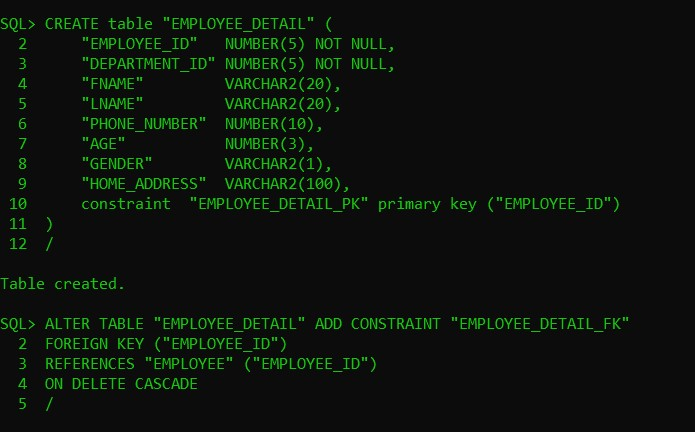 SQL> CREATE table "EMPLOYEE_DETAIL" (
  2      "EMPLOYEE_ID"   NUMBER(5) NOT NULL,
  3      "DEPARTMENT_ID" NUMBER(5) NOT NULL,
  4      "FNAME"         VARCHAR2(20),
  5      "LNAME"         VARCHAR2(20),
  6      "PHONE_NUMBER"  NUMBER(10),
  7      "AGE"           NUMBER(3),
  8      "GENDER"        VARCHAR2(1),
  9      "HOME_ADDRESS"  VARCHAR2(100),
 10      constraint  "EMPLOYEE_DETAIL_PK" primary key ("EMPLOYEE_ID")
 11  )
 12  /
Table created.
SQL> ALTER TABLE "EMPLOYEE_DETAIL" ADD CONSTRAINT "EMPLOYEE_DETAIL_FK"
  2  FOREIGN KEY ("EMPLOYEE_ID")
  3  REFERENCES "EMPLOYEE" ("EMPLOYEE_ID")
  4  ON DELETE CASCADE
  5  /